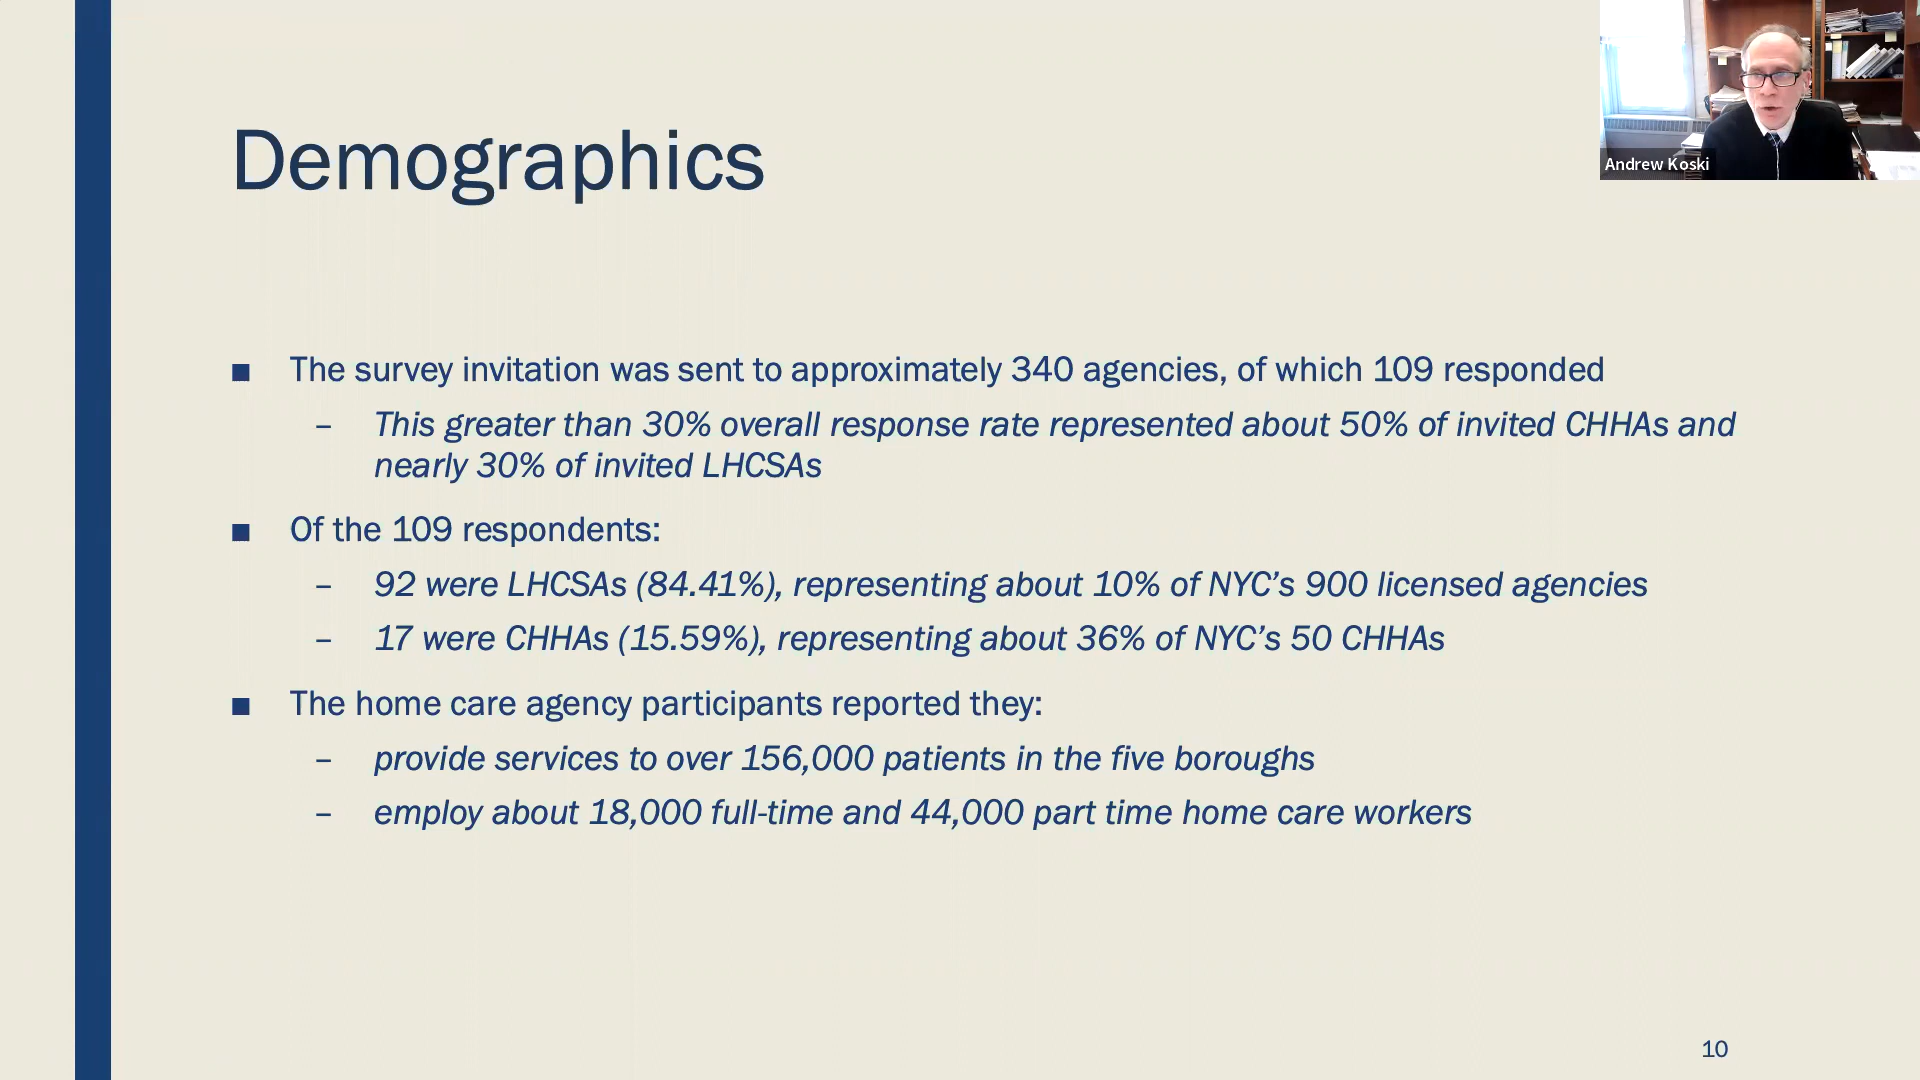 Demographics
Andrew Koski
■ The survey invitation was sent to approximately 340 agencies, of which 109 responded
– This greater than 30% overall response rate represented about 50% of invited CHHAs and
nearly 30% of invited LHCSAs
■ Of the 109 respondents:
– 92 were LHCSAs (84.41%), representing about 10% of NYC’s 900 licensed agencies
– 17 were CHHAs (15.59%), representing about 36% of NYC’s 50 CHHAs
■ The home care agency participants reported they:
– provide services to over 156,000 patients in the five boroughs
– employ about 18,000 full-time and 44,000 part time home care workers
10